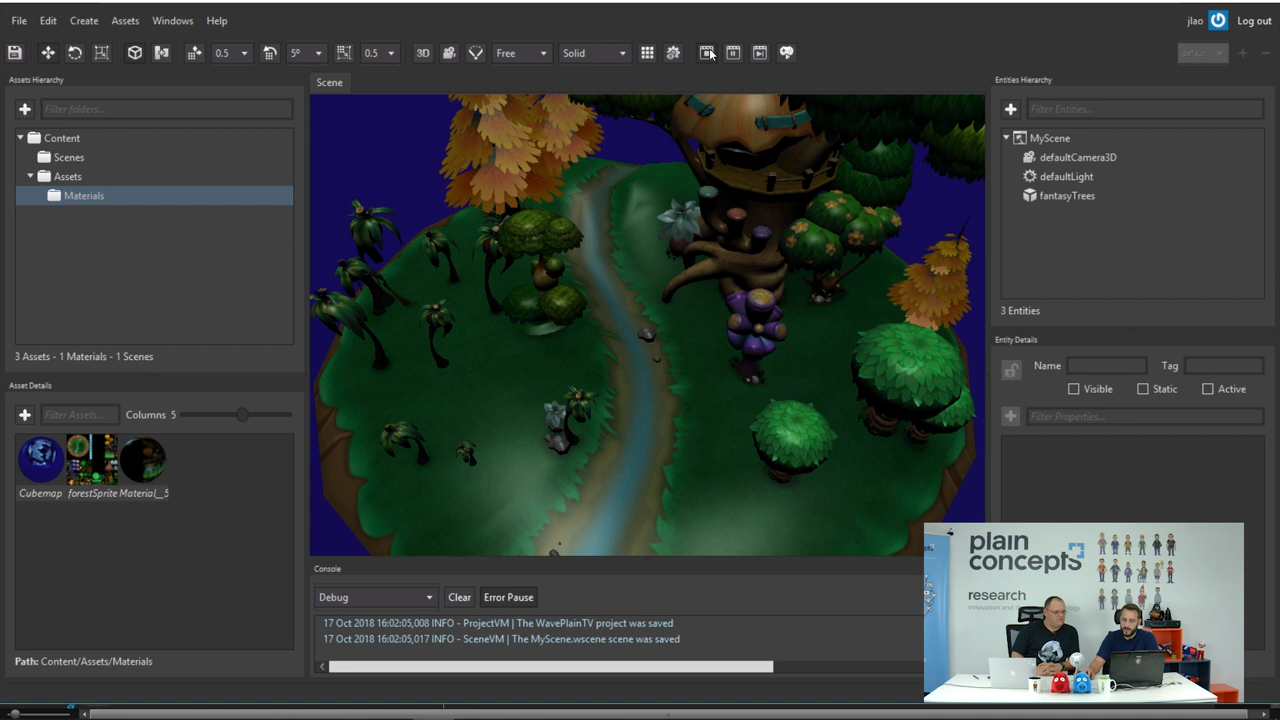 File Edit Create Assets Windows Help
jlao Log out
0.5 5º 0.5 3D Free Solid
Assets Hierarchy
Scene
Entities Hierarchy
Filter folders...
Filter Entities...
Content
Scenes
Assets
Materials
MyScene
defaultCamera3D
defaultLight
fantasyTrees
3 Entities
3 Assets - 1 Materials - 1 Scenes
Entity Details
Name Tag
Visible Static Active
Filter Properties...
Asset Details
Filter Assets... Columns 5
Cubemap forestSprite Material__5
Console
Debug Clear Error Pause
17 Oct 2018 16:02:05,008 INFO - ProjectVM | The WavePlainTV project was saved
17 Oct 2018 16:02:05,017 INFO - SceneVM | The MyScene.wscene scene was saved
Path: Content/Assets/Materials
plain
concepts
research